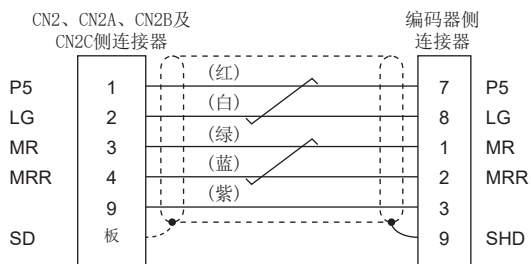 CN2、CN2A、CN2B及
CN2C侧连接器
编码器侧
连接器
P5 1 (红) 7 P5
LG 2 (白) 8 LG
MR 3 (绿) 1 MR
MRR 4 (蓝) 2 MRR
9 (紫) 3
SD 板 9 SHD